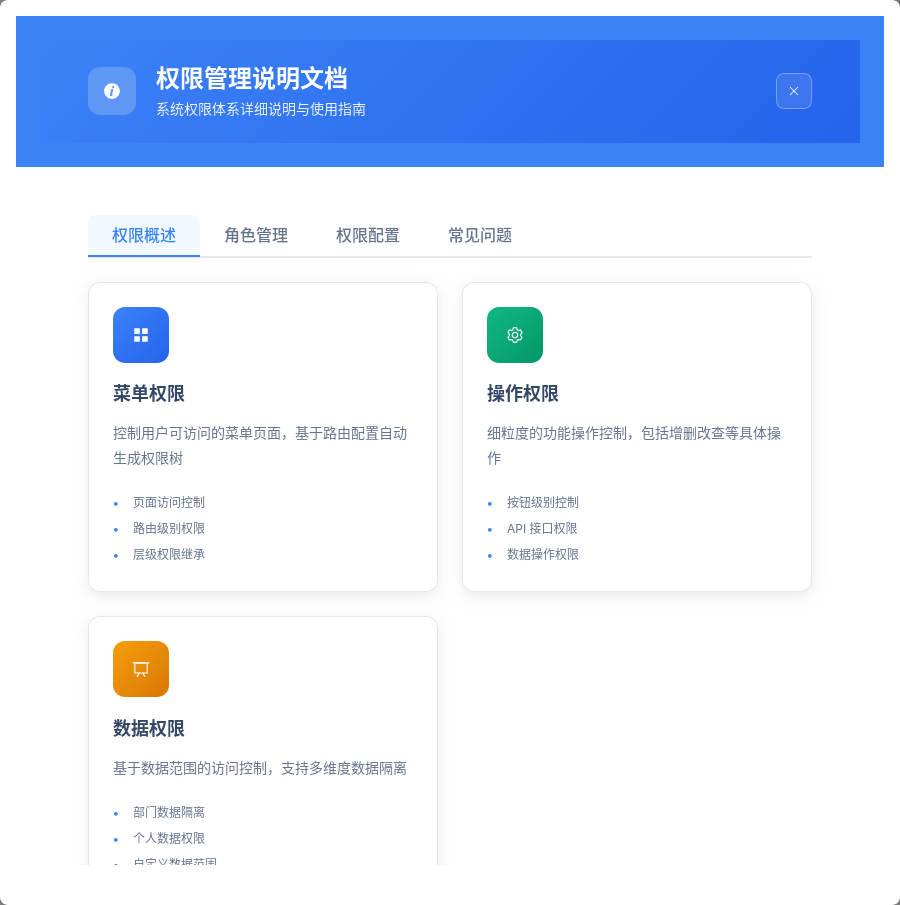 权限管理说明文档
系统权限体系详细说明与使用指南
权限概述
角色管理
权限配置
常见问题
菜单权限
控制用户可访问的菜单页面，基于路由配置自动
生成权限树
页面访问控制
路由级别权限
层级权限继承
操作权限
细粒度的功能操作控制，包括增删改查等具体操
作
按钮级别控制
API 接口权限
数据操作权限
数据权限
基于数据范围的访问控制，支持多维度数据隔离
部门数据隔离
个人数据权限
自定义数据范围